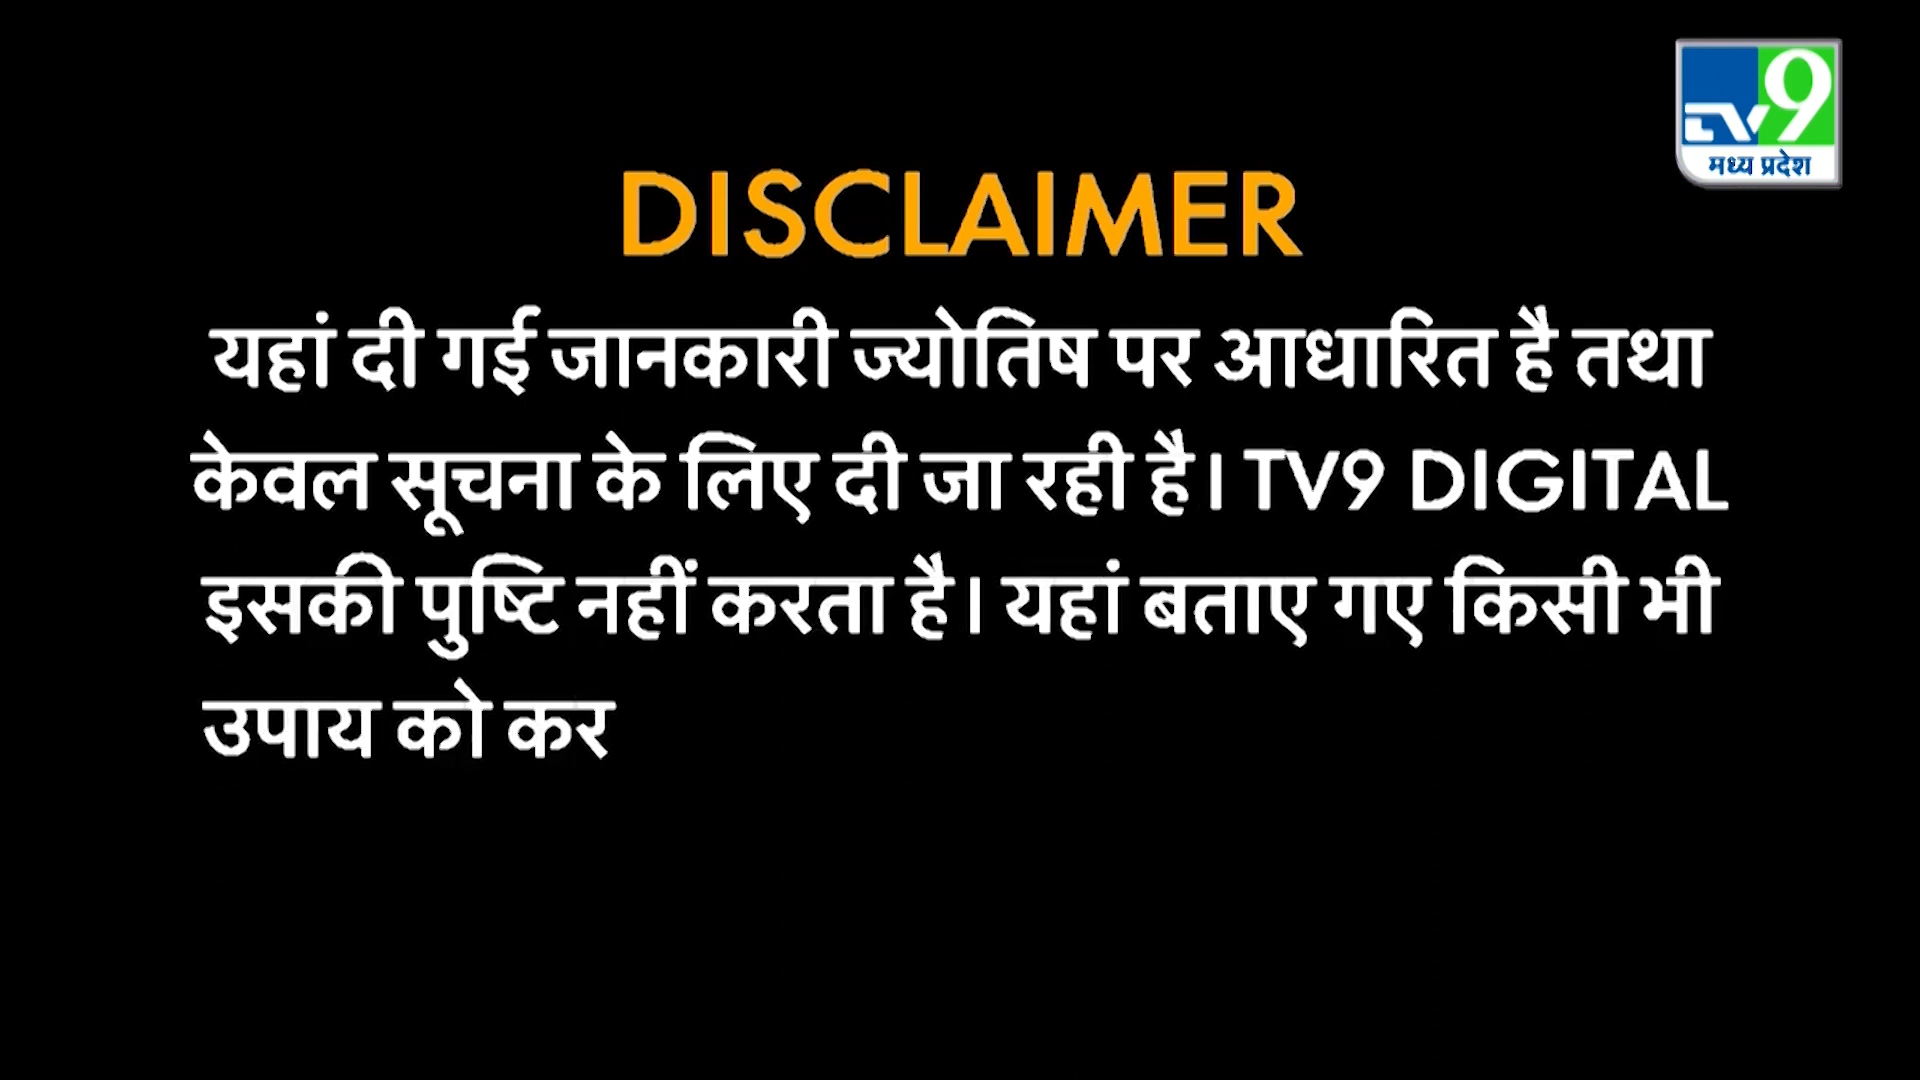 TV9
मध्य प्रदेश
DISCLAIMER
यहां दी गई जानकारी ज्योतिष पर आधारित है तथा
केवल सूचना के लिए दी जा रही है। TV9 DIGITAL
इसकी पुष्टि नहीं करता है। यहां बताए गए किसी भी
उपाय को कर